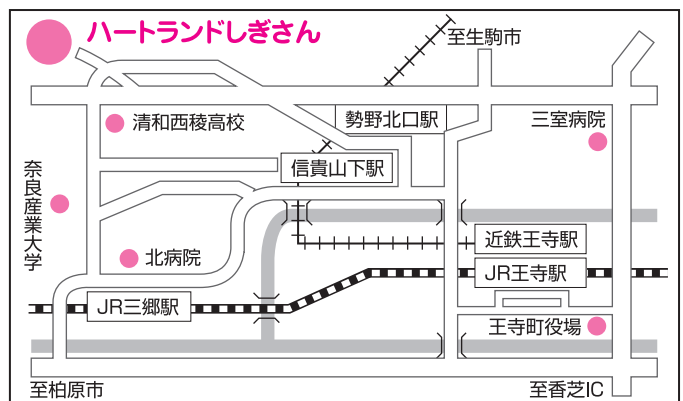 ハートランドしぎさん
至生駒市
清和西稜高校
勢野北口駅
三室病院
信貴山下駅
奈良産業大学
近鉄王寺駅
北病院
JR王寺駅
JR三郷駅
王寺町役場
至柏原市
至香芝IC